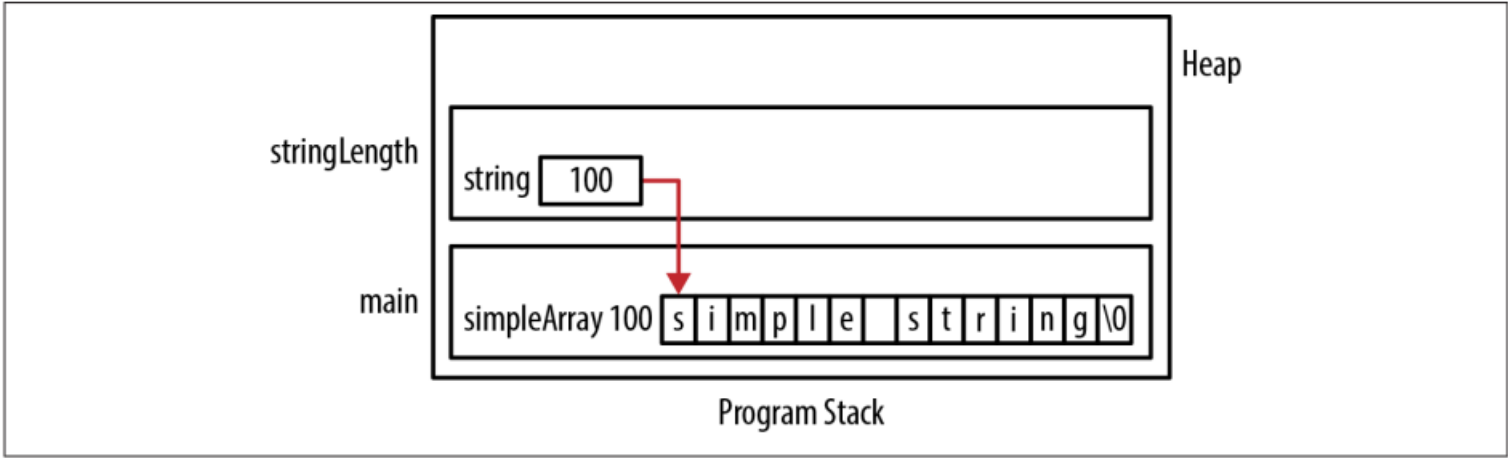 Heap
stringLength
string 100
main
simpleArray 100 s i m p l e s t r i n g \0
Program Stack